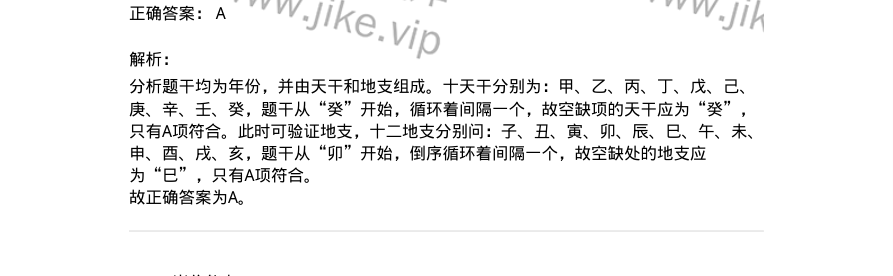 正确答案： A
www.jike.vip
解析：
分析题干均为年份，并由天干和地支组成。十天干分别为：甲、乙、丙、丁、戊、己、
庚、辛、壬、癸，题干从“癸”开始，循环着间隔一个，故空缺项的天干应为“癸”，
只有A项符合。此时可验证地支，十二地支分别问：子、丑、寅、卯、辰、巳、午、未、
申、酉、戌、亥，题干从“卯”开始，倒序循环着间隔一个，故空缺处的地支应
为“巳”，只有A项符合。
故正确答案为A。